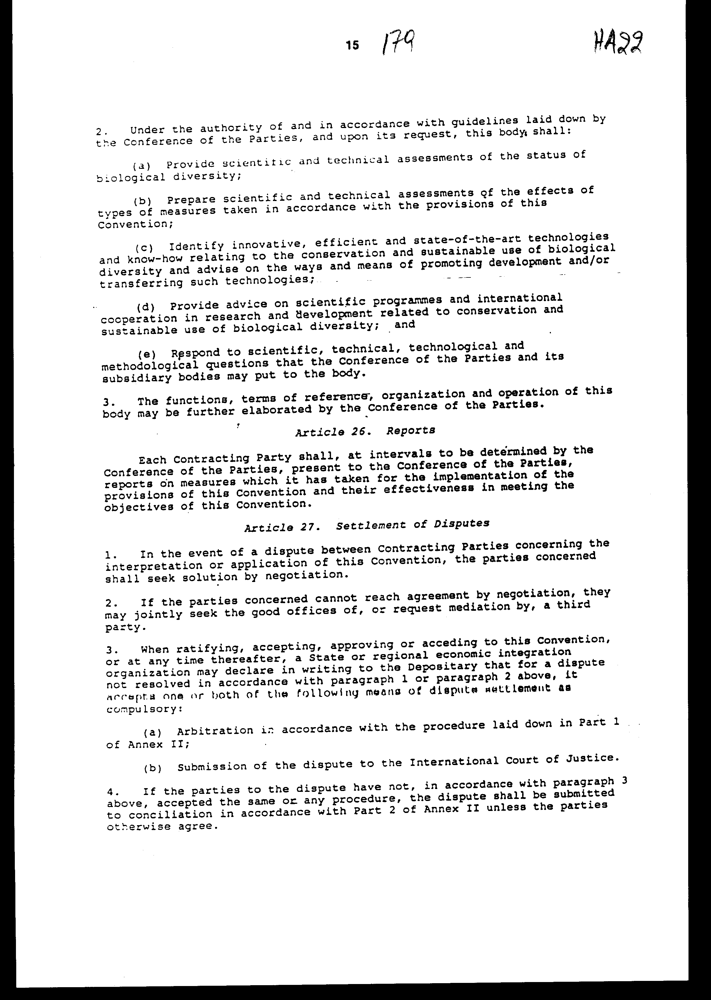 15 179 HA22
2. Under the authority of and in accordance with guidelines laid down by
the Conference of the Parties, and upon its request, this body, shall:
(a) Provide scientific and technical assessments of the status of
biological diversity;
(b) Prepare scientific and technical assessments of the effects of
types of measures taken in accordance with the provisions of this
Convention;
(c) Identify innovative, efficient and state-of-the-art technologies
and know-how relating to the conservation and sustainable use of biological
diversity and advise on the ways and means of promoting development and/or
transferring such technologies;
(d) Provide advice on scientific programmes and international
cooperation in research and development related to conservation and
sustainable use of biological diversity; and
(e) Respond to scientific, technical, technological and
methodological questions that the Conference of the Parties and its
subsidiary bodies may put to the body.
3. The functions, terms of reference, organization and operation of this
body may be further elaborated by the Conference of the Parties.
Article 26. Reports
Each Contracting Party shall, at intervals to be determined by the
Conference of the Parties, present to the Conference of the Parties,
reports on measures which it has taken for the implementation of the
provisions of this Convention and their effectiveness in meeting the
objectives of this Convention.
Article 27. Settlement of Disputes
1. In the event of a dispute between Contracting Parties concerning the
interpretation or application of this Convention, the parties concerned
shall seek solution by negotiation.
2. If the parties concerned cannot reach agreement by negotiation, they
may jointly seek the good offices of, or request mediation by, a third
party.
3. When ratifying, accepting, approving or acceding to this Convention,
or at any time thereafter, a State or regional economic integration
organization may declare in writing to the Depositary that for a dispute
not resolved in accordance with paragraph 1 or paragraph 2 above, it
accepts one or both of the following means of dispute settlement as
compulsory:
(a) Arbitration in accordance with the procedure laid down in Part 1
of Annex II;
(b) Submission of the dispute to the International Court of Justice.
4. If the parties to the dispute have not, in accordance with paragraph 3
above, accepted the same or any procedure, the dispute shall be submitted
to conciliation in accordance with Part 2 of Annex II unless the parties
otherwise agree.